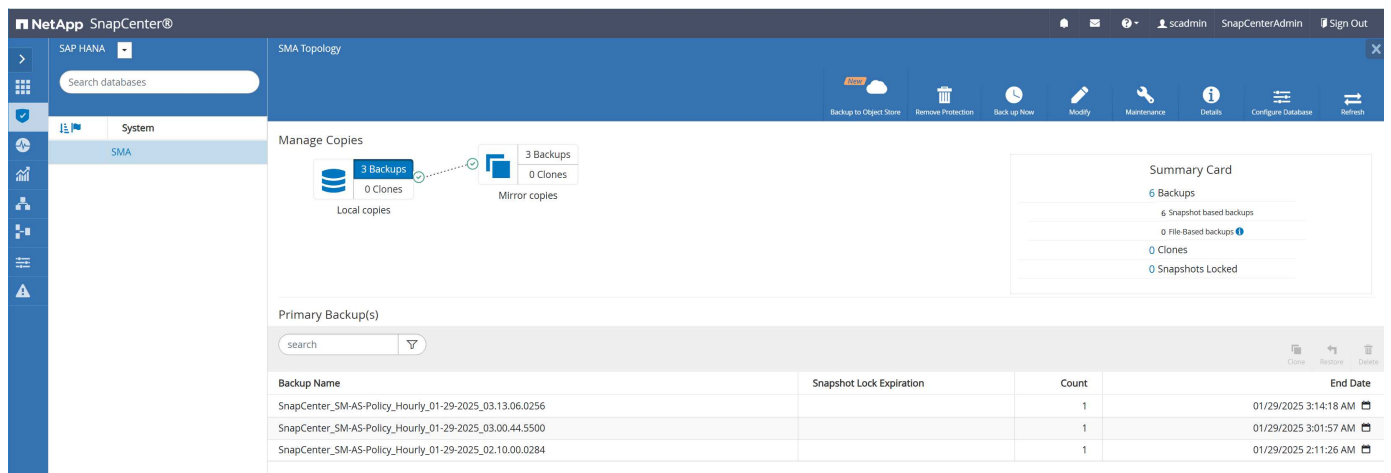 NetApp SnapCenter®
scadmin SnapCenterAdmin Sign Out
SAP HANA
SMA Topology
Search databases
New
Backup to Object Store Remove Protection Back up Now Modify Maintenance Details Configure Database Refresh
System
SMA
Manage Copies
3 Backups
0 Clones
Local copies
3 Backups
0 Clones
Mirror copies
Summary Card
6 Backups
6 Snapshot based backups
0 File-Based backups
0 Clones
0 Snapshots Locked
Primary Backup(s)
search
Clone Restore Delete
Backup Name Snapshot Lock Expiration Count End Date
SnapCenter_SM-AS-Policy_Hourly_01-29-2025_03.13.06.0256 1 01/29/2025 3:14:18 AM
SnapCenter_SM-AS-Policy_Hourly_01-29-2025_03.00.44.5500 1 01/29/2025 3:01:57 AM
SnapCenter_SM-AS-Policy_Hourly_01-29-2025_02.10.00.0284 1 01/29/2025 2:11:26 AM